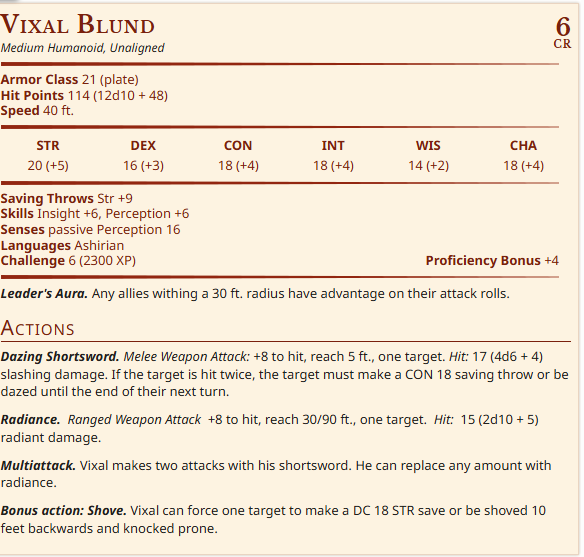 Vixal Blund
6
CR
Medium Humanoid, Unaligned
Armor Class 21 (plate)
Hit Points 114 (12d10 + 48)
Speed 40 ft.
STR DEX CON INT WIS CHA
20 (+5) 16 (+3) 18 (+4) 18 (+4) 14 (+2) 18 (+4)
Saving Throws Str +9
Skills Insight +6, Perception +6
Senses passive Perception 16
Languages Ashirian
Challenge 6 (2300 XP) Proficiency Bonus +4
Leader's Aura. Any allies withing a 30 ft. radius have advantage on their attack rolls.
Actions
Dazing Shortsword. Melee Weapon Attack: +8 to hit, reach 5 ft., one target. Hit: 17 (4d6 + 4)
slashing damage. If the target is hit twice, the target must make a CON 18 saving throw or be
dazed until the end of their next turn.
Radiance. Ranged Weapon Attack +8 to hit, reach 30/90 ft., one target. Hit: 15 (2d10 + 5)
radiant damage.
Multiattack. Vixal makes two attacks with his shortsword. He can replace any amount with
radiance.
Bonus action: Shove. Vixal can force one target to make a DC 18 STR save or be shoved 10
feet backwards and knocked prone.